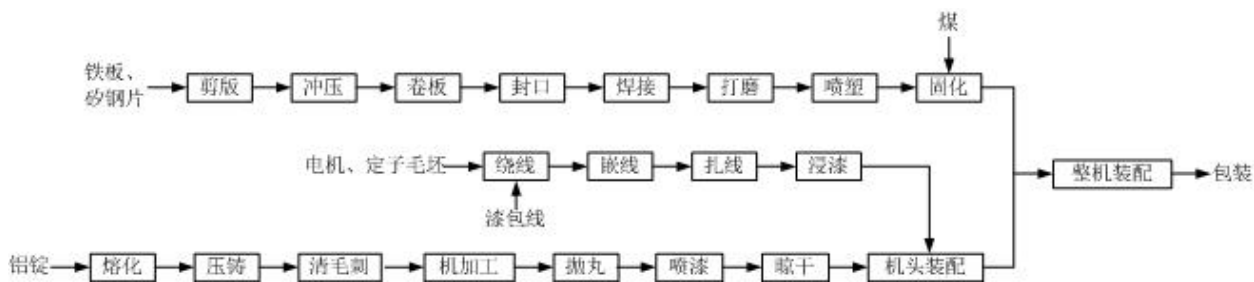 煤
铁板、
矽钢片
剪版
冲压
卷板
封口
焊接
打磨
喷塑
固化
电机、定子毛坯
绕线
嵌线
扎线
浸漆
整机装配
包装
漆包线
铝锭
熔化
压铸
清毛刺
机加工
抛丸
喷漆
晾干
机头装配